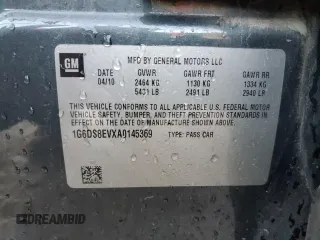 GM
MFD BY GENERAL MOTORS LLC
DATE GVWR GAWR FRT GAWR RR
04/10 2464 KG 1130 KG 1334 KG
5431 LB 2491 LB 2940 LB
THIS VEHICLE CONFORMS TO ALL APPLICABLE U.S. FEDERAL MOTOR
VEHICLE SAFETY, BUMPER, AND THEFT PREVENTION STANDARDS
IN EFFECT ON THE DATE OF MANUFACTURE SHOWN ABOVE.
1G6DS8EVXA0145369 TYPE: PASS CAR
DREAMBID